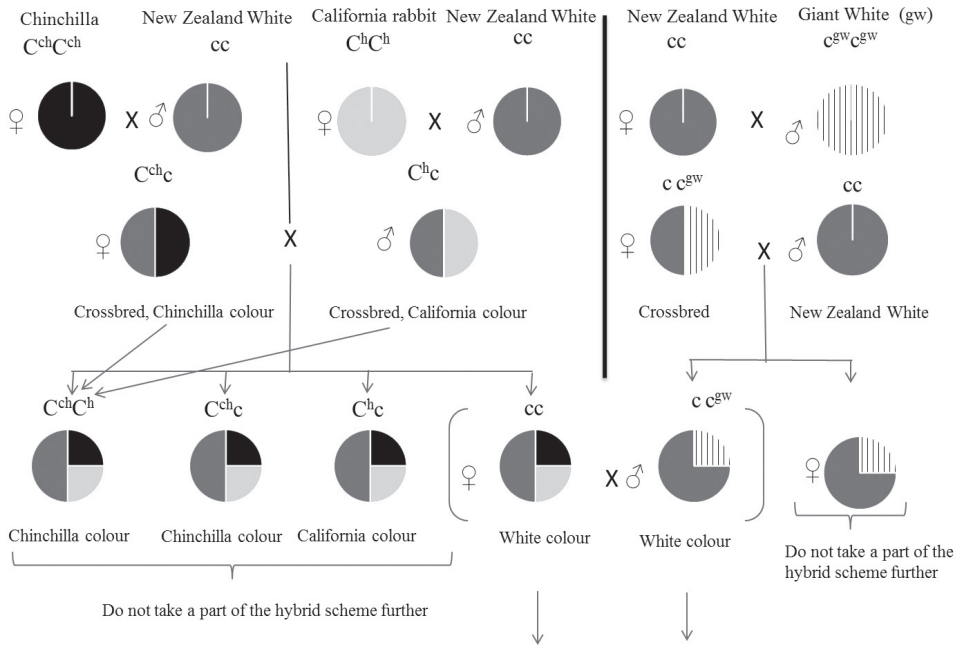 Chinchilla New Zealand White California rabbit New Zealand White New Zealand White Giant White (gw)
CchCch cc ChCh cc cc cgwcgw
♀ X ♂ ♀ X ♂ ♀ X ♂
Cchc Chc c cgw cc
♀ X ♂ ♀ X ♂
Crossbred, Chinchilla colour Crossbred, California colour Crossbred New Zealand White
CchCh Cchc Chc cc c cgw
♀ X ♂ ♀
Chinchilla colour Chinchilla colour California colour White colour White colour
Do not take a part of the
hybrid scheme further
Do not take a part of the hybrid scheme further